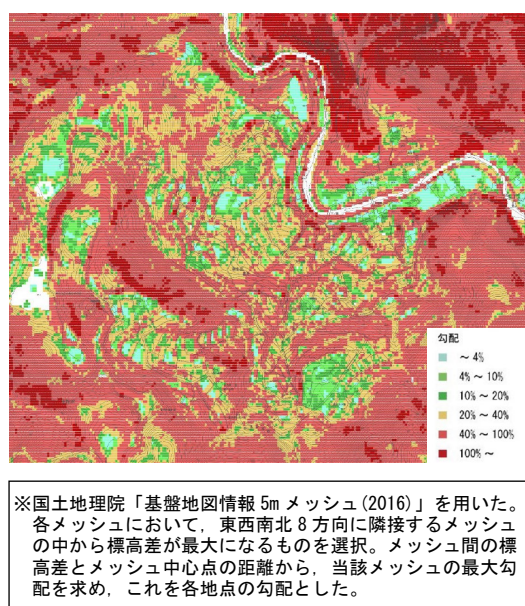 勾配
~ 4%
4% ~ 10%
10% ~ 20%
20% ~ 40%
40% ~ 100%
100% ~
※国土地理院「基盤地図情報 5m メッシュ(2016)」を用いた。
各メッシュにおいて，東西南北 8 方向に隣接するメッシュ
の中から標高差が最大になるものを選択。メッシュ間の標
高差とメッシュ中心点の距離から，当該メッシュの最大勾
配を求め，これを各地点の勾配とした。